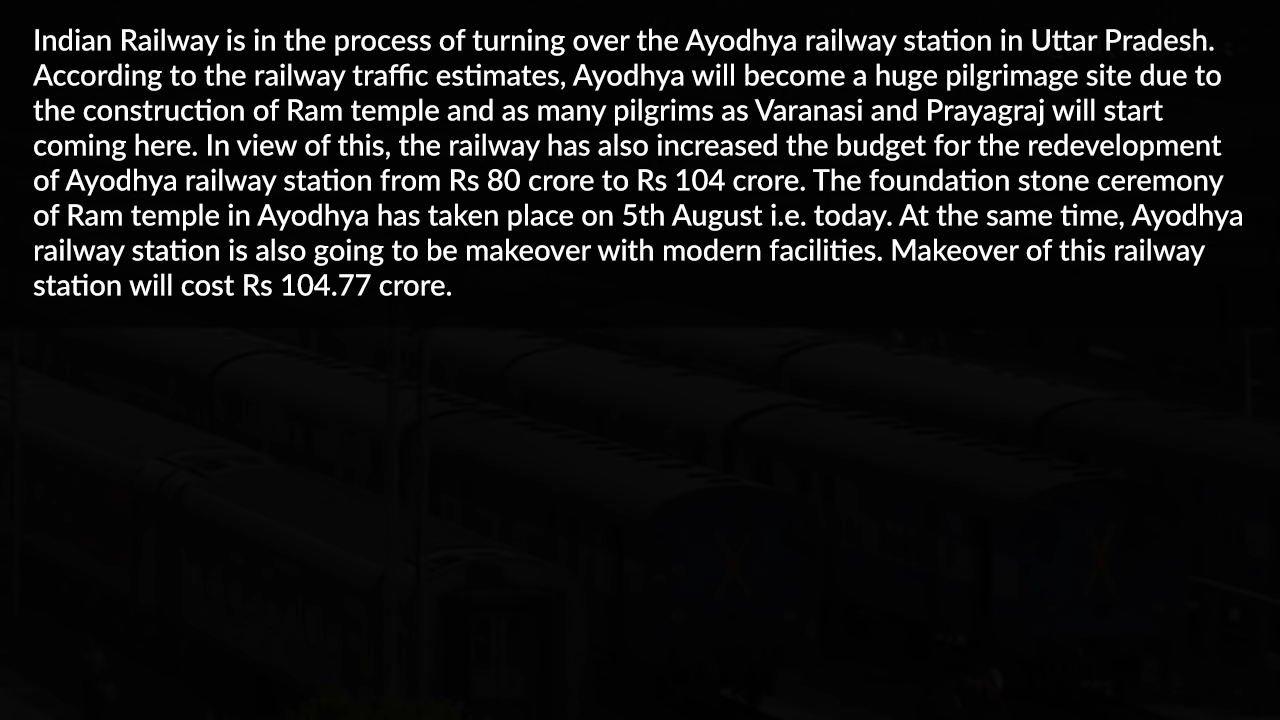 Indian Railway is in the process of turning over the Ayodhya railway station in Uttar Pradesh.
According to the railway traffic estimates, Ayodhya will become a huge pilgrimage site due to
the construction of Ram temple and as many pilgrims as Varanasi and Prayagraj will start
coming here. In view of this, the railway has also increased the budget for the redevelopment
of Ayodhya railway station from Rs 80 crore to Rs 104 crore. The foundation stone ceremony
of Ram temple in Ayodhya has taken place on 5th August i.e. today. At the same time, Ayodhya
railway station is also going to be makeover with modern facilities. Makeover of this railway
station will cost Rs 104.77 crore.